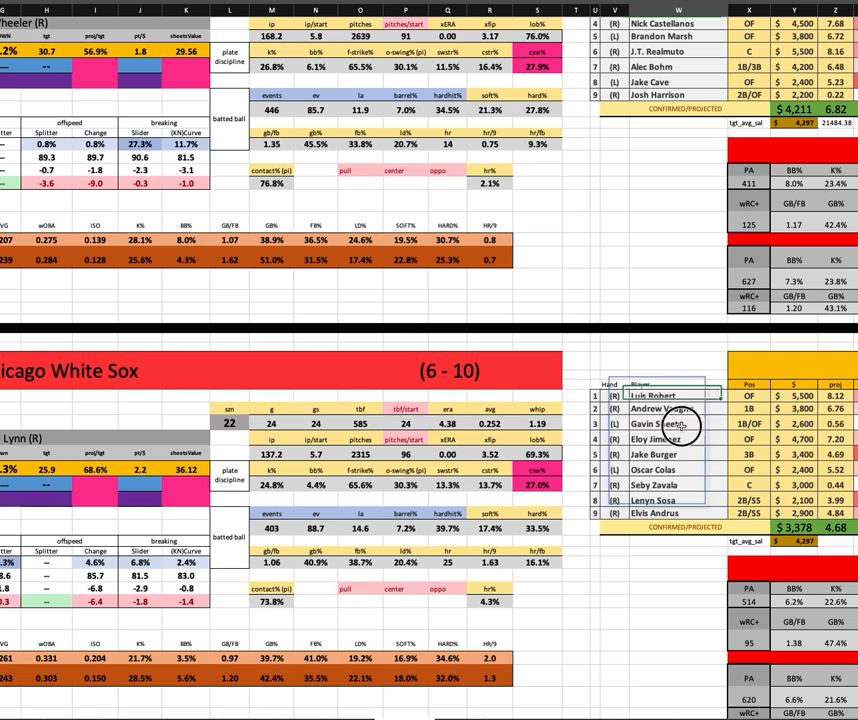 G H I J K L M N O P Q R S T U V W X Y Z
heeler (R) ip ip/start pitches pitches/start xERA xfip lob% 4 (R) Nick Castellanos OF $ 4,500 7.68
WN tgt proj/tgt pt/$ sheetsValue 168.2 5.8 2639 91 0.00 3.17 76.0% 5 (L) Brandon Marsh OF $ 3,800 6.72
.2% 30.7 56.9% 1.8 29.56 plate discipline k% bb% f-strike% o-swing% (pi) swstr% cstr% csw% 6 (R) J.T. Realmuto C $ 5,500 8.16
-- 26.8% 6.1% 65.5% 30.1% 11.5% 16.4% 27.9% 7 (R) Alec Bohm 1B/3B $ 4,200 6.48
8 (L) Jake Cave OF $ 2,400 5.23
batted ball events ev la barrel% hardhit% soft% hard% 9 (R) Josh Harrison 2B/OF $ 2,200 0.22
446 85.7 11.9 7.0% 34.5% 21.3% 27.8% CONFIRMED/PROJECTED $ 4,211 6.82
offspeed breaking tgt_avg_sal $ 4,297 21484.38
itter Splitter Change Slider (KN)Curve gb/fb gb% fb% ld% hr hr/9 hr/fb
-- 0.8% 0.8% 27.3% 11.7% 1.35 45.5% 33.8% 20.7% 14 0.75 9.3%
-- 89.3 89.7 90.6 81.5
-- -0.7 -1.8 -2.3 -3.1 contact% (pi) pull center oppo hr% PA BB% K%
-- -3.6 -9.0 -0.3 -1.0 76.8% 2.1% 411 8.0% 23.4%
wRC+ GB/FB GB%
VG wOBA ISO K% BB% GB/FB GB% FB% LD% SOFT% HARD% HR/9 125 1.17 42.4%
207 0.275 0.139 28.1% 8.0% 1.07 38.9% 36.5% 24.6% 19.5% 30.7% 0.8
239 0.284 0.128 25.6% 4.3% 1.62 51.0% 31.5% 17.4% 22.8% 25.3% 0.7 PA BB% K%
627 7.3% 23.8%
wRC+ GB/FB GB%
116 1.20 43.1%
icago White Sox (6 - 10)
Hand Player Pos $ proj
szn g gs tbf tbf/start era avg whip 1 (R) Luis Robert OF $ 5,500 8.12
22 24 24 585 24 4.38 0.252 1.19 2 (R) Andrew Vaughn 1B $ 3,800 6.76
3 (L) Gavin Sheets 1B/OF $ 2,600 0.56
Lynn (R) ip ip/start pitches pitches/start xERA xfip lob% 4 (R) Eloy Jimenez OF $ 4,700 7.20
wn tgt proj/tgt pt/$ sheetsValue 137.2 5.7 2315 96 0.00 3.52 69.3% 5 (R) Jake Burger 3B $ 3,400 4.69
.3% 25.9 68.6% 2.2 36.12 plate discipline k% bb% f-strike% o-swing% (pi) swstr% cstr% csw% 6 (L) Oscar Colas OF $ 2,400 5.52
-- 24.8% 4.4% 65.6% 30.3% 13.3% 13.7% 27.0% 7 (R) Seby Zavala C $ 3,000 0.44
8 (R) Lenyn Sosa 2B/SS $ 2,100 3.99
batted ball events ev la barrel% hardhit% soft% hard% 9 (R) Elvis Andrus 2B/SS $ 2,900 4.84
403 88.7 14.6 7.2% 39.7% 17.4% 33.5% CONFIRMED/PROJECTED $ 3,378 4.68
offspeed breaking tgt_avg_sal $ 4,297
tter Splitter Change Slider (KN)Curve gb/fb gb% fb% ld% hr hr/9 hr/fb
.3% -- 4.6% 6.8% 2.4% 1.06 40.9% 38.7% 20.4% 25 1.63 16.1%
8.6 -- 85.7 81.5 83.0
1.8 -- -6.8 -2.9 -0.8 contact% (pi) pull center oppo hr% PA BB% K%
0.3 -- -6.4 -1.8 -1.4 73.8% 4.3% 514 6.2% 22.6%
wRC+ GB/FB GB%
VG wOBA ISO K% BB% GB/FB GB% FB% LD% SOFT% HARD% HR/9 95 1.38 47.4%
261 0.331 0.204 21.7% 3.5% 0.97 39.7% 41.0% 19.2% 16.9% 34.6% 2.0
243 0.303 0.150 28.5% 5.6% 1.20 42.4% 35.5% 22.1% 18.0% 32.0% 1.3 PA BB% K%
620 6.6% 21.6%
wRC+ GB/FB GB%